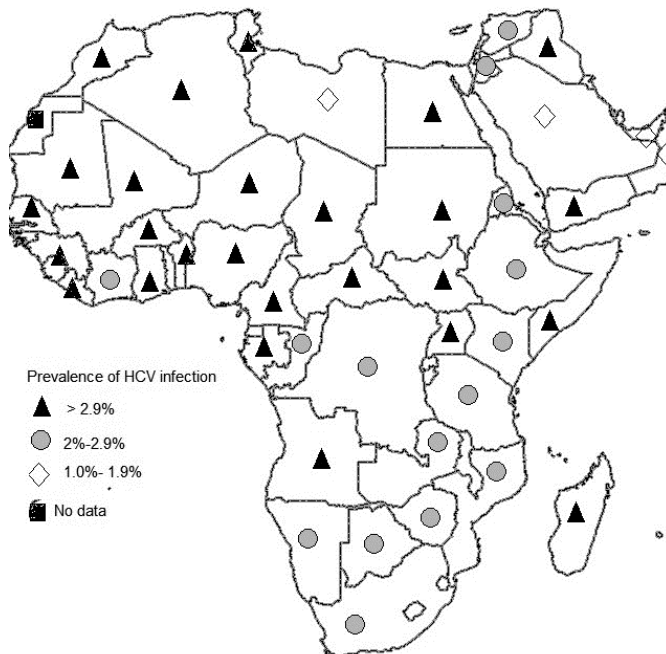 Prevalence of HCV infection
> 2.9%
2%-2.9%
1.0%- 1.9%
No data